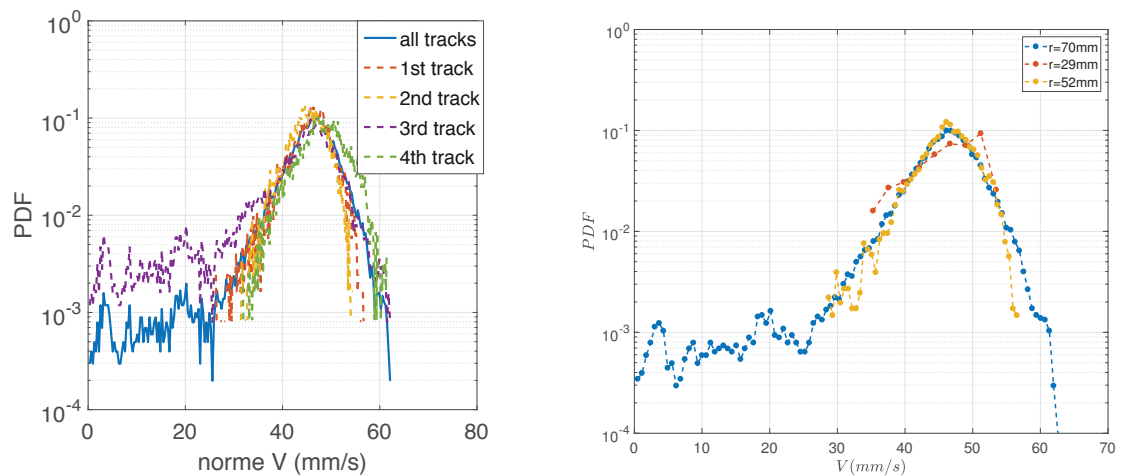 10^0
10^-1
10^-2
10^-3
10^-4
PDF
0 20 40 60 80
norme V (mm/s)
all tracks
1st track
2nd track
3rd track
4th track
10^0
10^-1
10^-2
10^-3
10^-4
PDF
0 10 20 30 40 50 60 70
V(mm/s)
r=70mm
r=29mm
r=52mm